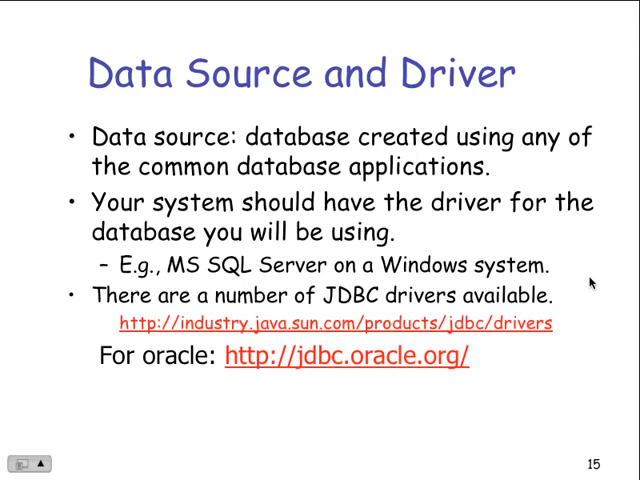 Data Source and Driver
• Data source: database created using any of
the common database applications.
• Your system should have the driver for the
database you will be using.
– E.g., MS SQL Server on a Windows system.
• There are a number of JDBC drivers available.
http://industry.java.sun.com/products/jdbc/drivers
For oracle: http://jdbc.oracle.org/
15